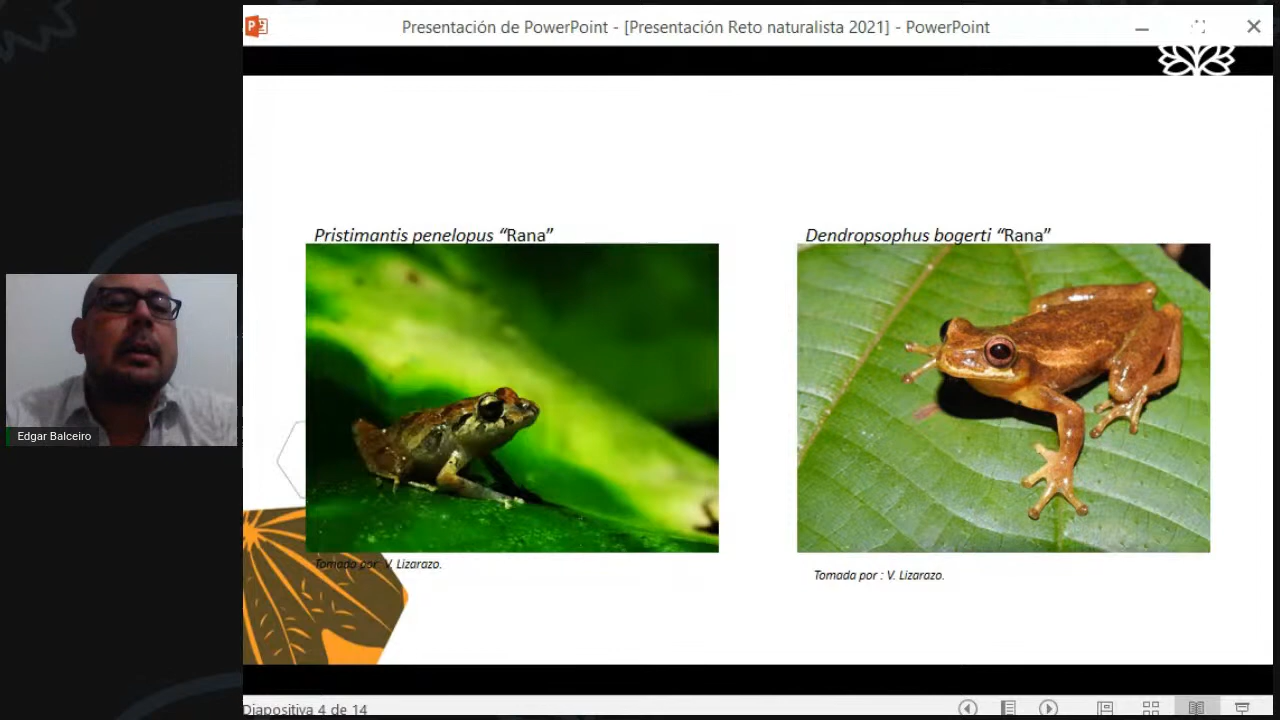 Presentación de PowerPoint - [Presentación Reto naturalista 2021] - PowerPoint
Pristimantis penelopus “Rana”
Dendropsophus bogerti “Rana”
Edgar Balceiro
Tomada por: V. Lizarazo.
Tomada por : V. Lizarazo.
Diapositiva 4 de 14